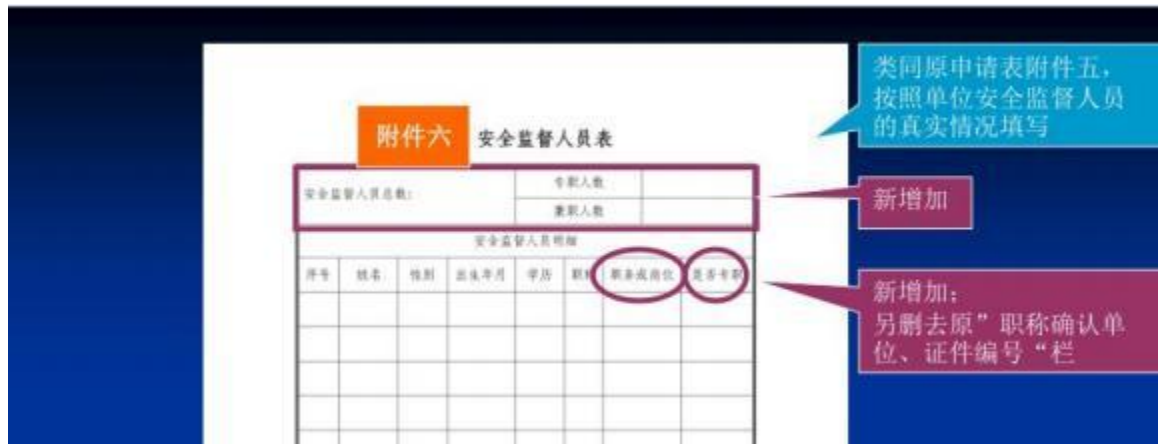 类同原申请表附件五，
按照单位安全监督人员
的真实情况填写
附件六 安全监督人员表
安全监督人员总数：
专职人数
兼职人数
新增加
安全监督人员明细
序号 姓名 性别 出生年月 学历 职称 职务或岗位 是否专职
新增加；
另删去原”职称确认单
位、证件编号“栏